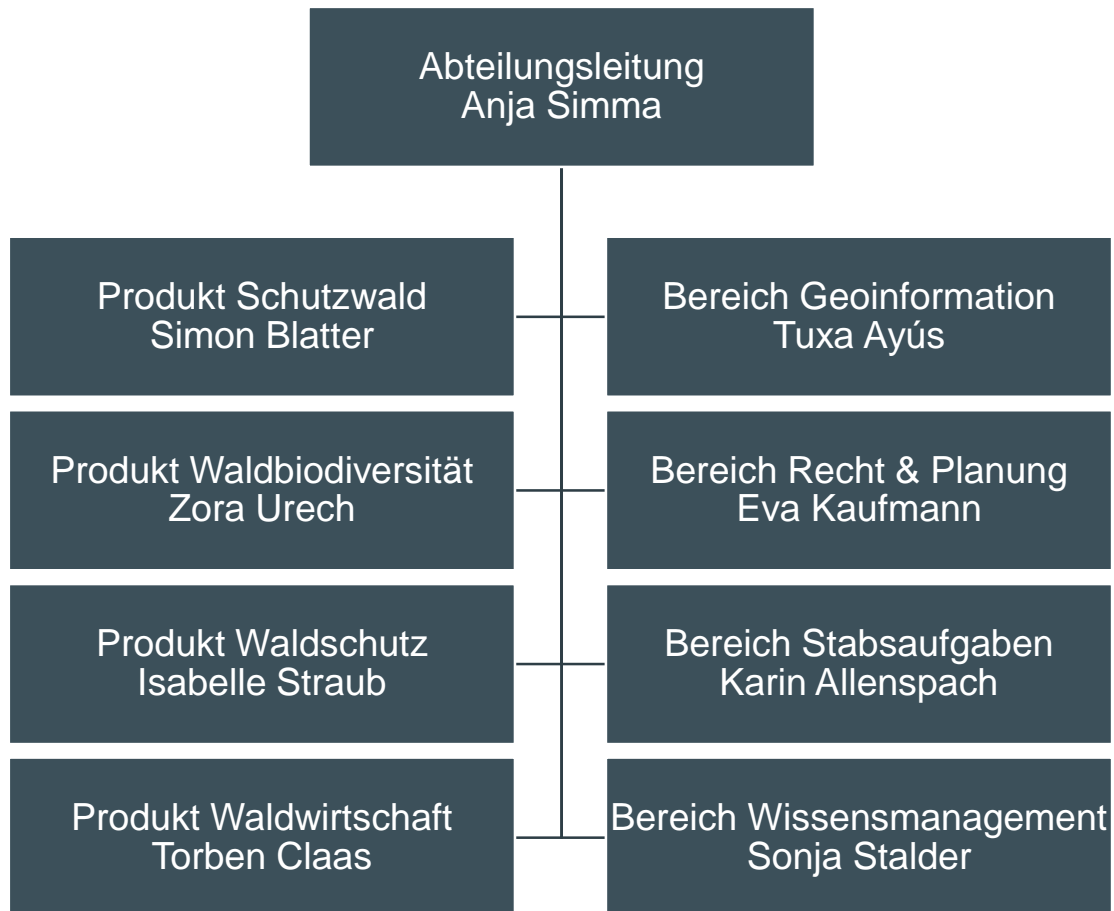 Abteilungsleitung
Anja Simma
Produkt Schutzwald
Simon Blatter
Bereich Geoinformation
Tuxa Ayús
Produkt Waldbiodiversität
Zora Urech
Bereich Recht & Planung
Eva Kaufmann
Produkt Waldschutz
Isabelle Straub
Bereich Stabsaufgaben
Karin Allenspach
Produkt Waldwirtschaft
Torben Claas
Bereich Wissensmanagement
Sonja Stalder